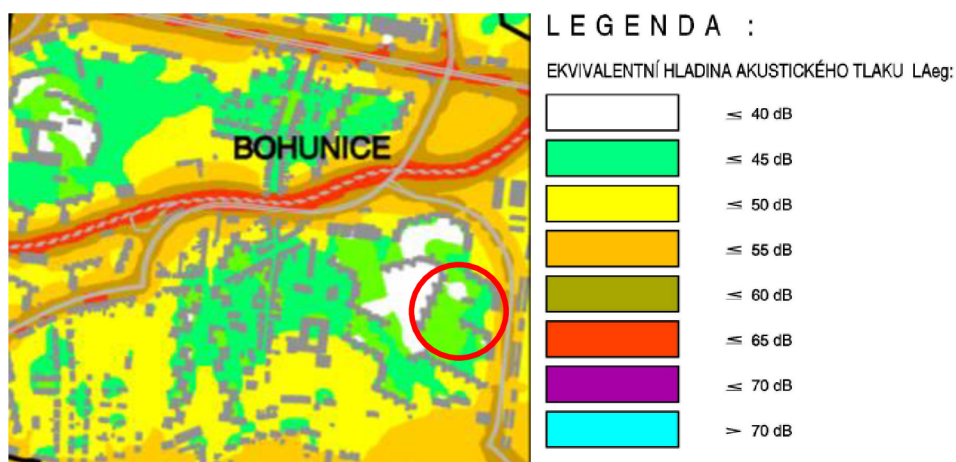 BOHUNICE
L E G E N D A :
EKVIVALENTNÍ HLADINA AKUSTICKÉHO TLAKU LAeg:
≤ 40 dB
≤ 45 dB
≤ 50 dB
≤ 55 dB
≤ 60 dB
≤ 65 dB
≤ 70 dB
> 70 dB